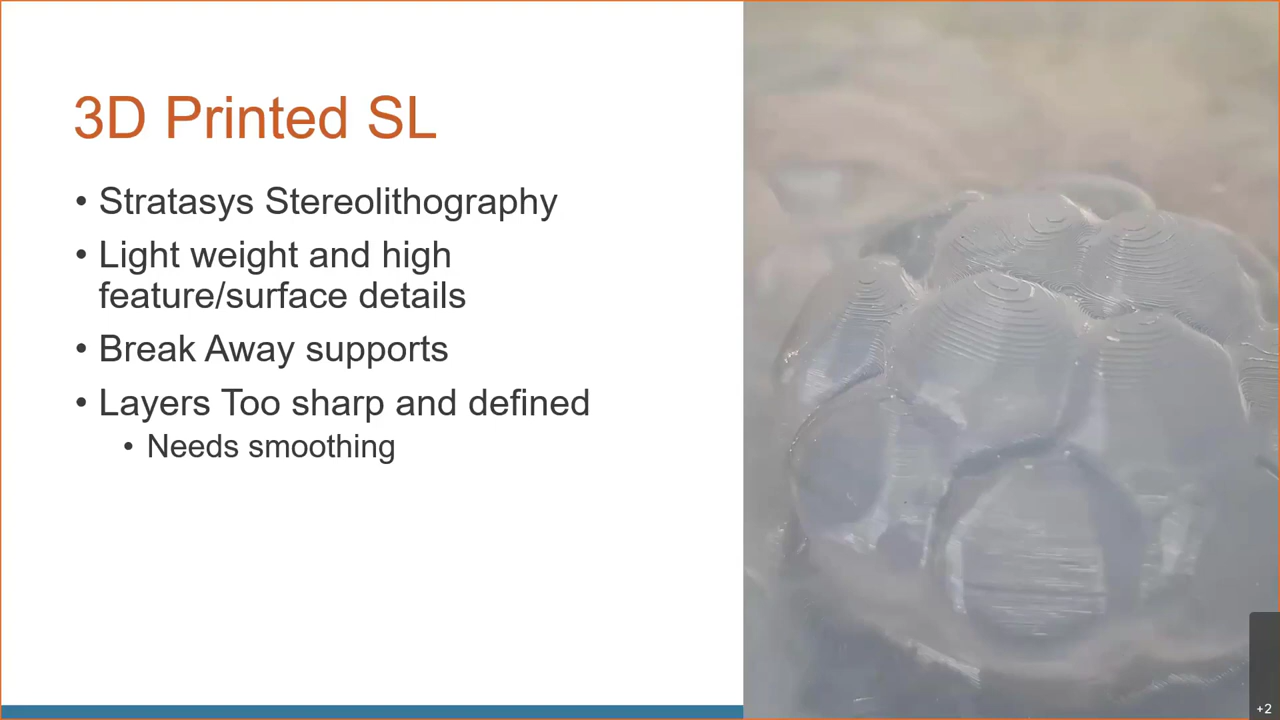 3D Printed SL
• Stratasys Stereolithography
• Light weight and high
feature/surface details
• Break Away supports
• Layers Too sharp and defined
• Needs smoothing
+2